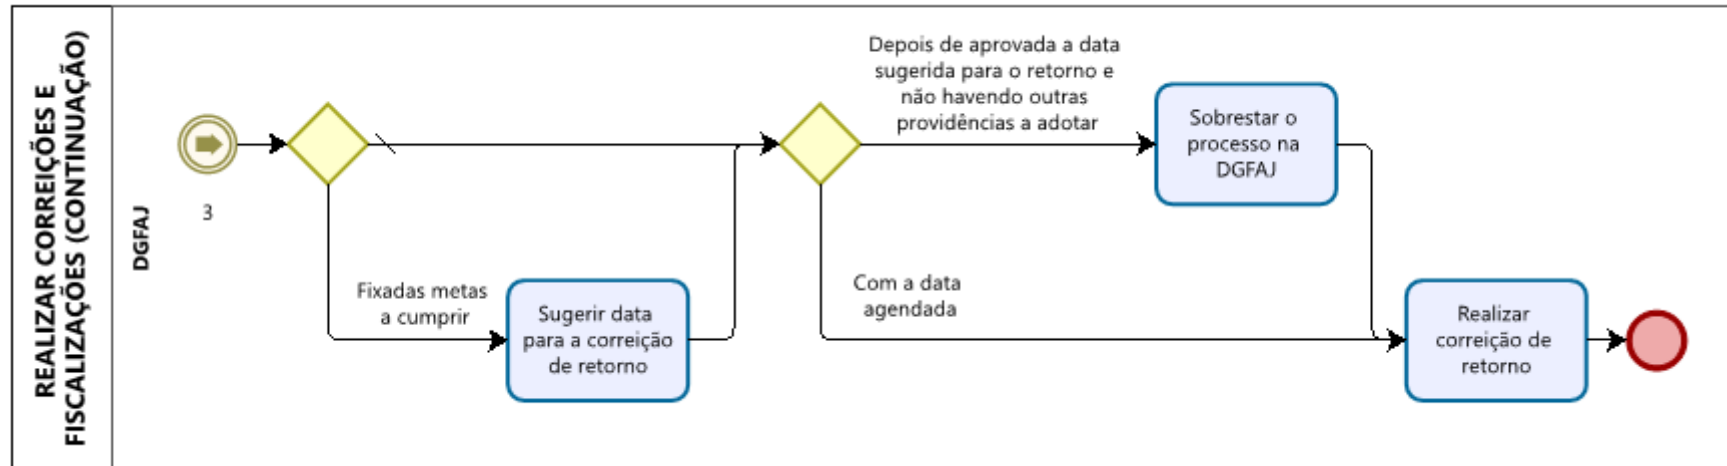 REALIZAR CORREIÇÕES E
FISCALIZAÇÕES (CONTINUAÇÃO)
DGFAJ
3
Fixadas metas
a cumprir
Sugerir data
para a correição
de retorno
Depois de aprovada a data
sugerida para o retorno e
não havendo outras
providências a adotar
Sobrestar o
processo na
DGFAJ
Com a data
agendada
Realizar
correição de
retorno